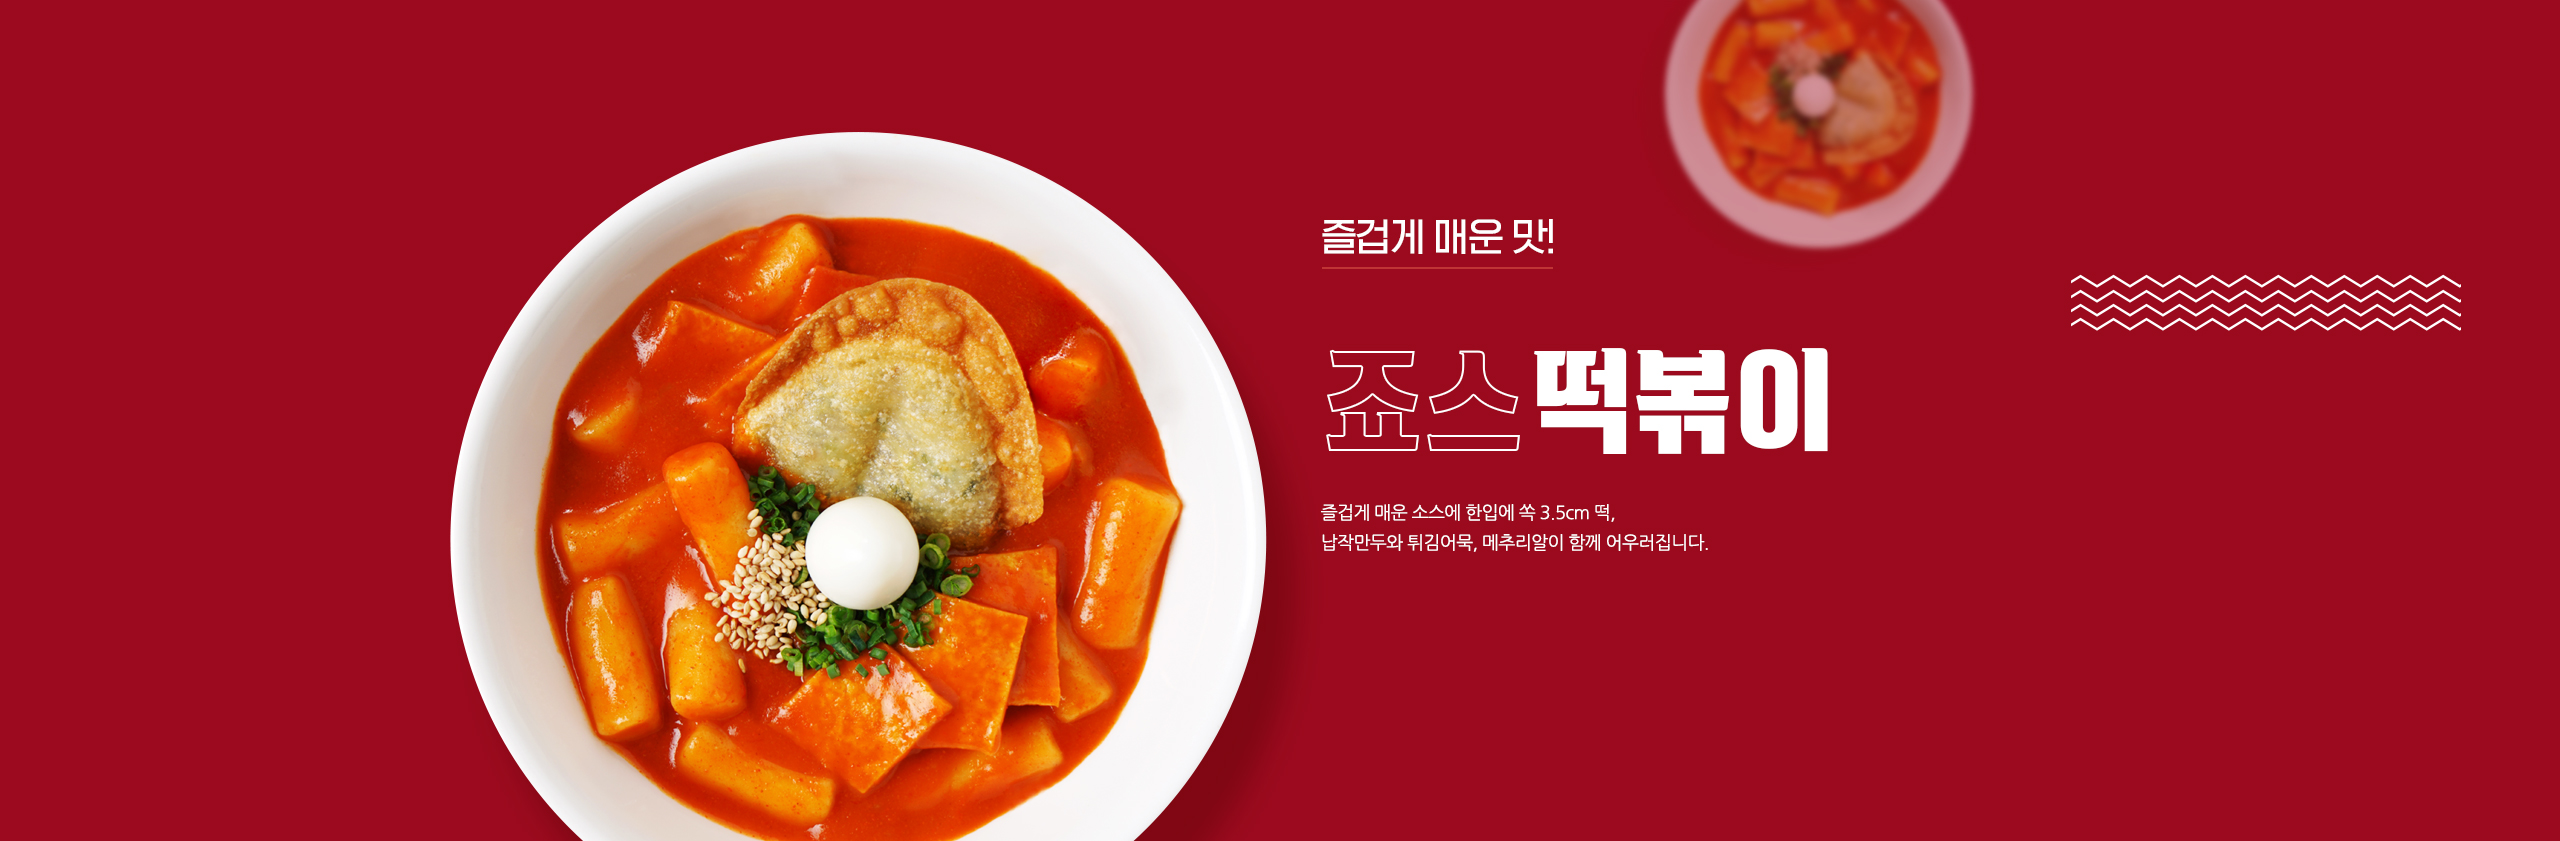 즐겁게 매운 맛!
죠스떡볶이
즐겁게 매운 소스에 한입에 쏙 3.5cm 떡,
납작만두와 튀김어묵, 메추리알이 함께 어우러집니다.